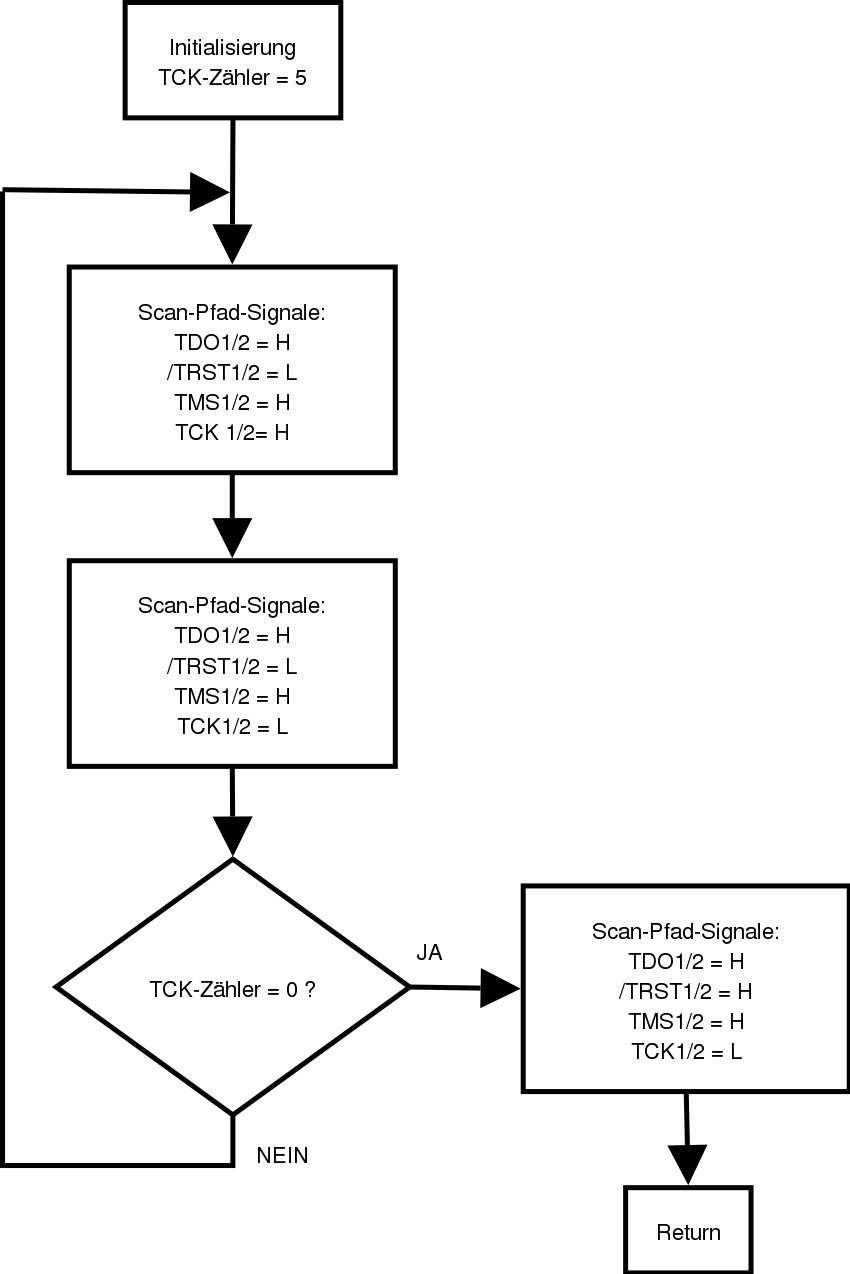 Initialisierung
TCK-Zähler = 5
Scan-Pfad-Signale:
TDO1/2 = H
/TRST1/2 = L
TMS1/2 = H
TCK 1/2= H
Scan-Pfad-Signale:
TDO1/2 = H
/TRST1/2 = L
TMS1/2 = H
TCK1/2 = L
TCK-Zähler = 0 ?
JA
NEIN
Scan-Pfad-Signale:
TDO1/2 = H
/TRST1/2 = H
TMS1/2 = H
TCK1/2 = L
Return